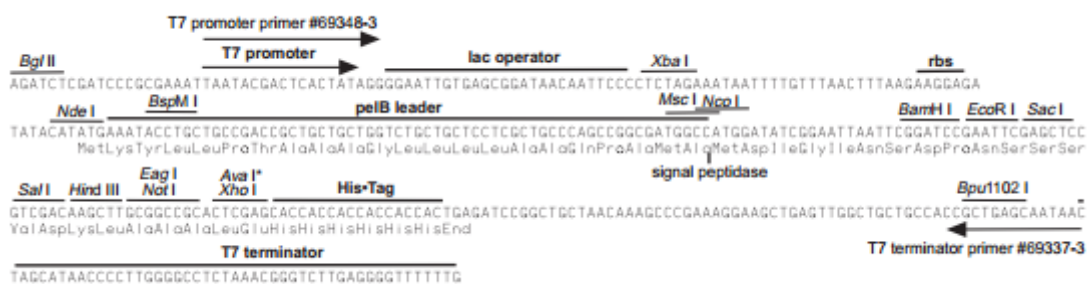 T7 promoter primer #69348-3
Bgl II T7 promoter lac operator Xba I rbs
AGATCTCGATCCCGCGAAATTAATACGACTCACTATAGGGGAATTGTGAGCGGATAACAATTCCCCTCTAGAAATAATTTTGTTTAACTTTAAGAAGGAGA
Nde I BspM I pelB leader Msc I Nco I BamH I EcoR I Sac I
TATACATATGAAATACCTGCTGCCGACCGCTGCTGCTGGTCTGCTGCTCCTCGCTGCCCAGCCGGCGATGGCCATGGATATCGGAATTAATTCGGATCCGAATTCGAGCTCC
MetLysTyrLeuLeuProThrAlaAlaAlaGlyLeuLeuLeuLeuAlaAlaGlnProAlaMetAlaMetAspIleGlyIleAsnSerAspProAsnSerSerSer
signal peptidase
Sal I Hind III Eag I Not I Ava I* Xho I His•Tag Bpu1102 I
GTCGACAAGCTTGCGGCCGCACTCGAGCACCACCACCACCACCACTGAGATCCGGCTGCTAACAAAGCCCGAAAGGAAGCTGAGTTGGCTGCTGCCACCGCTGAGCAATAAC
ValAspLysLeuAlaAlaAlaLeuGluHisHisHisHisHisHisEnd
T7 terminator T7 terminator primer #69337-3
TAGCATAACCCCTTGGGGCCTCTAAACGGGTCTTGAGGGGTTTTTTG